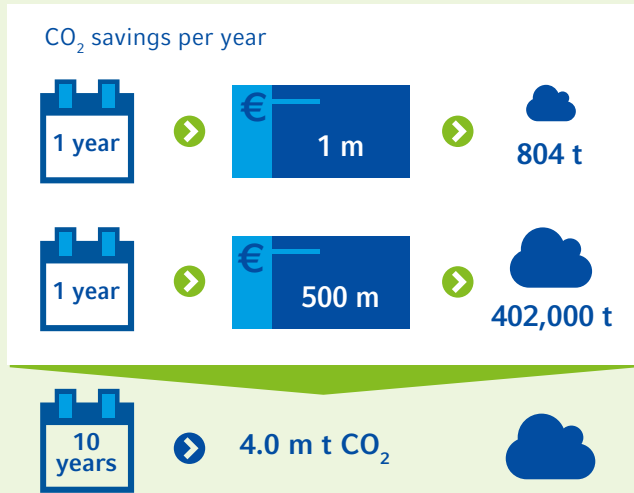 CO₂ savings per year
€
1 year
1 m
804 t
€
1 year
500 m
402,000 t
10
years
4.0 m t CO₂